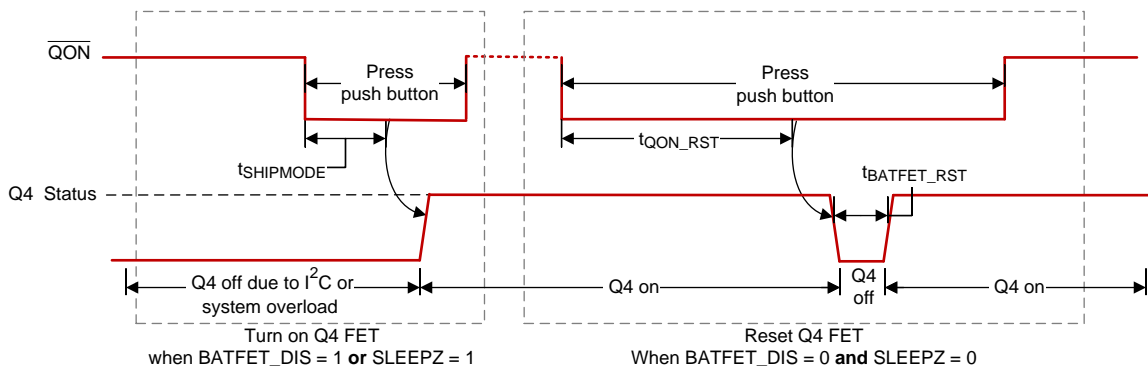 QON
Press
push button
Press
push button
tSHIPMODE
tQON_RST
tBATFET_RST
Q4 Status
Q4 off due to I2C or
system overload
Q4 on
Q4
off
Q4 on
Turn on Q4 FET
when BATFET_DIS = 1 or SLEEPZ = 1
Reset Q4 FET
When BATFET_DIS = 0 and SLEEPZ = 0